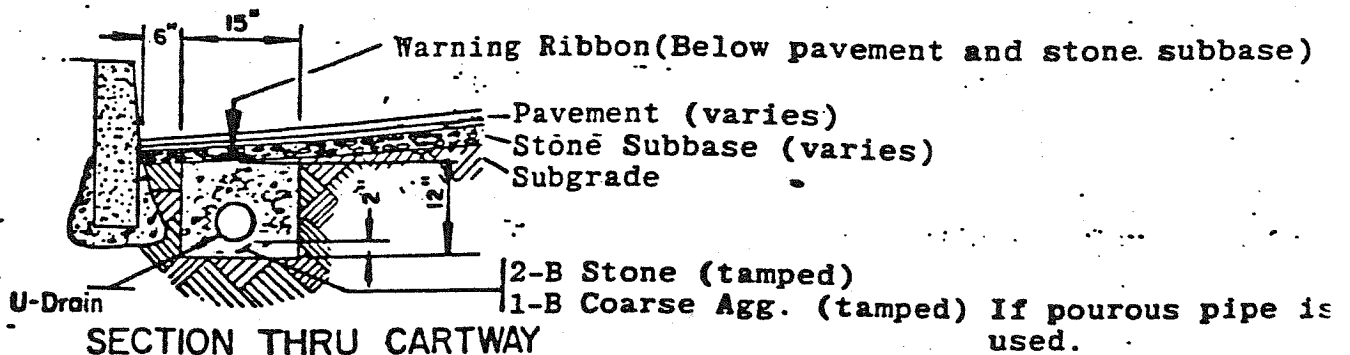 6" 15"
Warning Ribbon(Below pavement and stone subbase)
Pavement (varies)
Stone Subbase (varies)
Subgrade
2"
12"
2-B Stone (tamped)
1-B Coarse Agg. (tamped) If pourous pipe is
used.
U-Drain
SECTION THRU CARTWAY